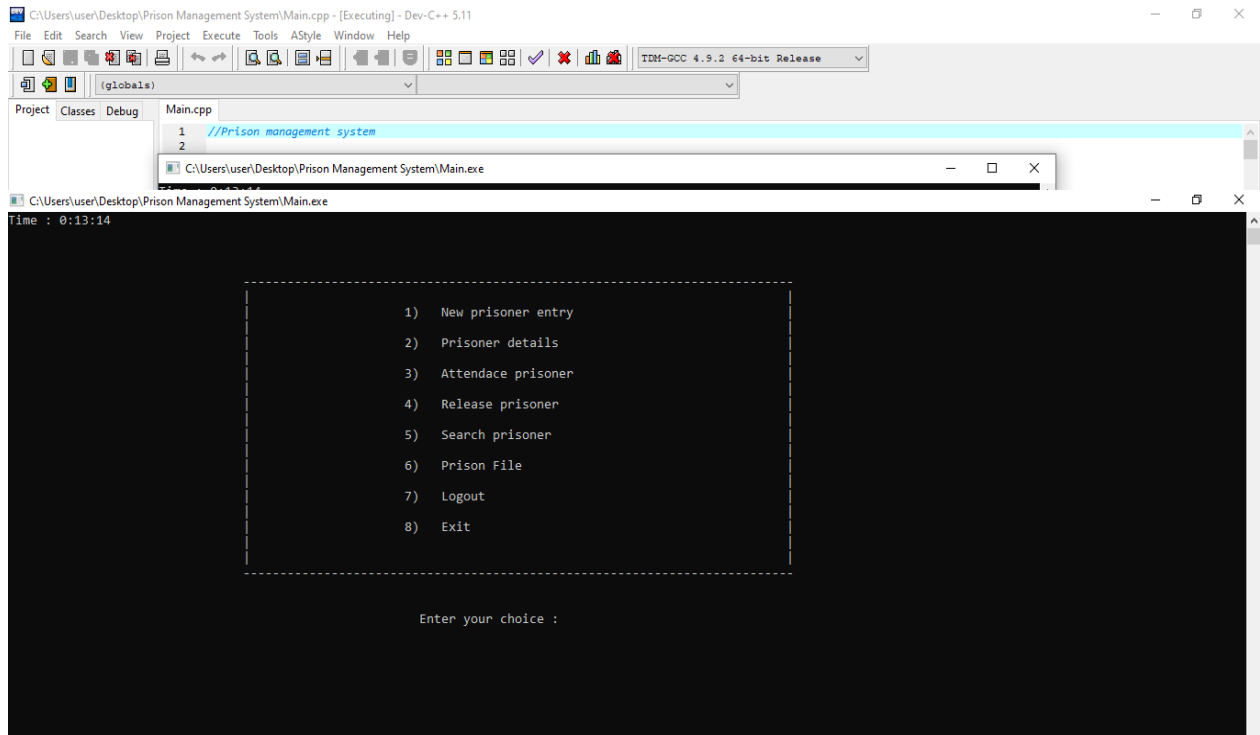 C:\Users\user\Desktop\Prison Management System\Main.cpp - [Executing] - Dev-C++ 5.11
File Edit Search View Project Execute Tools AStyle Window Help
TDM-GCC 4.9.2 64-bit Release
(globals)
Project Classes Debug Main.cpp
1 //Prison management system
2
C:\Users\user\Desktop\Prison Management System\Main.exe
Time : 0:13:14
C:\Users\user\Desktop\Prison Management System\Main.exe
Time : 0:13:14
1) New prisoner entry
2) Prisoner details
3) Attendace prisoner
4) Release prisoner
5) Search prisoner
6) Prison File
7) Logout
8) Exit
Enter your choice :